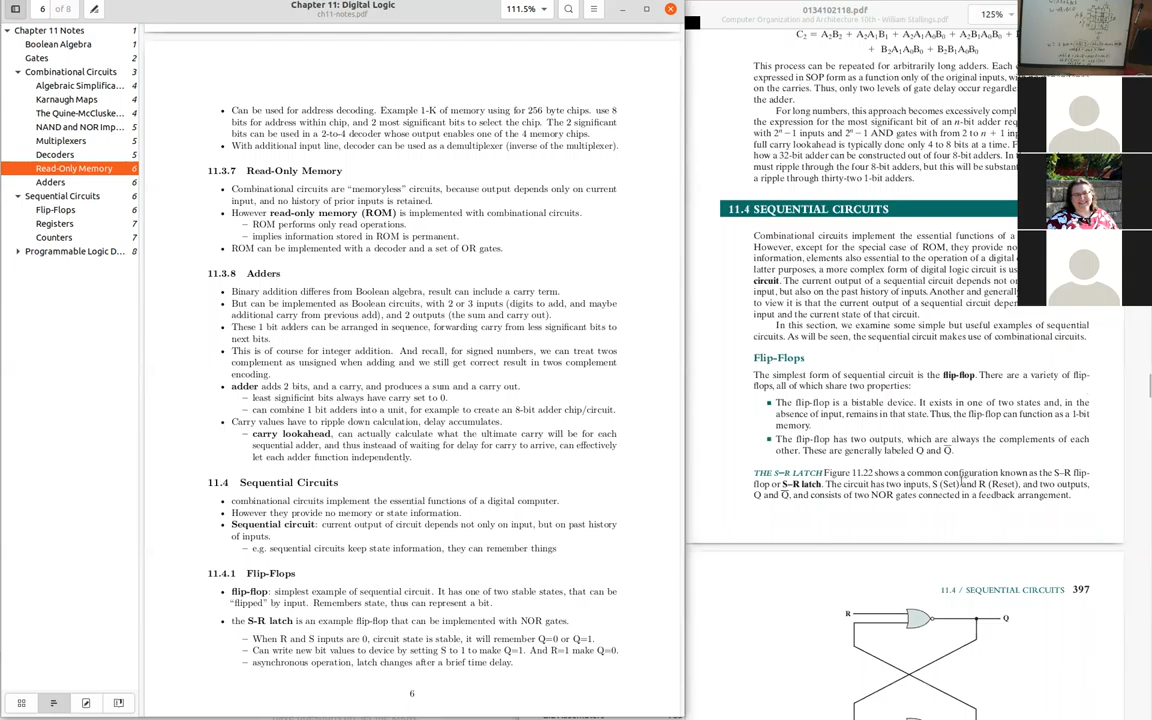 6
of 8
Chapter 11: Digital Logic
ch11-notes.pdf
111.5%
Chapter 11 Notes 1
Boolean Algebra 1
Gates 2
Combinational Circuits 3
Algebraic Simplifica... 4
Karnaugh Maps 4
The Quine-McCluske... 4
NAND and NOR Imp... 5
Multiplexers 5
Decoders 5
Read-Only Memory 6
Adders 6
Sequential Circuits 6
Flip-Flops 6
Registers 7
Counters 7
Programmable Logic D... 8
• Can be used for address decoding. Example 1-K of memory using for 256 byte chips. use 8
bits for address within chip, and 2 most significant bits to select the chip. The 2 significant
bits can be used in a 2-to-4 decoder whose output enables one of the 4 memory chips.
• With additional input line, decoder can be used as a demultiplexer (inverse of the multiplexer).
11.3.7 Read-Only Memory
• Combinational circuits are “memoryless” circuits, because output depends only on current
input, and no history of prior inputs is retained.
• However read-only memory (ROM) is implemented with combinational circuits.
– ROM performs only read operations.
– implies information stored in ROM is permanent.
• ROM can be implemented with a decoder and a set of OR gates.
11.3.8 Adders
• Binary addition differes from Boolean algebra, result can include a carry term.
• But can be implemented as Boolean circuits, with 2 or 3 inputs (digits to add, and maybe
additional carry from previous add), and 2 outputs (the sum and carry out).
• These 1 bit adders can be arranged in sequence, forwarding carry from less significant bits to
next bits.
• This is of course for integer addition. And recall, for signed numbers, we can treat twos
complement as unsigned when adding and we still get correct result in twos complement
encoding.
• adder adds 2 bits, and a carry, and produces a sum and a carry out.
– least significint bits always have carry set to 0.
– can combine 1 bit adders into a unit, for example to create an 8-bit adder chip/circuit.
• Carry values have to ripple down calculation, delay accumulates.
– carry lookahead, can actually calculate what the ultimate carry will be for each
sequential adder, and thus insteaed of waiting for delay for carry to arrive, can effectively
let each adder function independently.
11.4 Sequential Circuits
• combinational circuits implement the essential functions of a digital computer.
• However they provide no memory or state information.
• Sequential circuit: current output of circuit depends not only on input, but on past history
of inputs.
– e.g. sequential circuits keep state information, they can remember things
11.4.1 Flip-Flops
• flip-flop: simplest example of sequential circuit. It has one of two stable states, that can be
“flipped” by input. Remembers state, thus can represent a bit.
• the S-R latch is an example flip-flop that can be implemented with NOR gates.
– When R and S inputs are 0, circuit state is stable, it will remember Q=0 or Q=1.
– Can write new bit values to device by setting S to 1 to make Q=1. And R=1 make Q=0.
– asynchronous operation, latch changes after a brief time delay.
6
0134102118.pdf
Computer Organization and Architecture 10th - William Stallings.pdf
125%
C₂ = A₂B₂ + A₂A₁B₁ + A₂A₁A₀B₀ + A₂B₁A₀B₀ +
+ B₂A₁A₀B₀ + B₂B₁A₀B₀
This process can be repeated for arbitrarily long adders. Each
expressed in SOP form as a function only of the original inputs,
on the carries. Thus, only two levels of gate delay occur regardle
the adder.
For long numbers, this approach becomes excessively compl
the expression for the most significant bit of an n-bit adder req
with 2ⁿ − 1 inputs and 2ⁿ − 1 AND gates with from 2 to n + 1 inp
full carry lookahead is typically done only 4 to 8 bits at a time. F
how a 32-bit adder can be constructed out of four 8-bit adders. In
must ripple through the four 8-bit adders, but this will be substant
a ripple through thirty-two 1-bit adders.
11.4 SEQUENTIAL CIRCUITS
Combinational circuits implement the essential functions of a
However, except for the special case of ROM, they provide no
information, elements also essential to the operation of a digital
latter purposes, a more complex form of digital logic circuit is us
circuit. The current output of a sequential circuit depends not on
input, but also on the past history of inputs. Another and generall
to view it is that the current output of a sequential circuit depen
input and the current state of that circuit.
In this section, we examine some simple but useful examples of sequential
circuits. As will be seen, the sequential circuit makes use of combinational circuits.
Flip-Flops
The simplest form of sequential circuit is the flip-flop. There are a variety of flip-
flops, all of which share two properties:
■ The flip-flop is a bistable device. It exists in one of two states and, in the
absence of input, remains in that state. Thus, the flip-flop can function as a 1-bit
memory.
■ The flip-flop has two outputs, which are always the complements of each
other. These are generally labeled Q and Q̅.
THE S–R LATCH Figure 11.22 shows a common configuration known as the S–R flip-
flop or S–R latch. The circuit has two inputs, S (Set) and R (Reset), and two outputs,
Q and Q̅, and consists of two NOR gates connected in a feedback arrangement.
11.4 / SEQUENTIAL CIRCUITS 397
R
Q